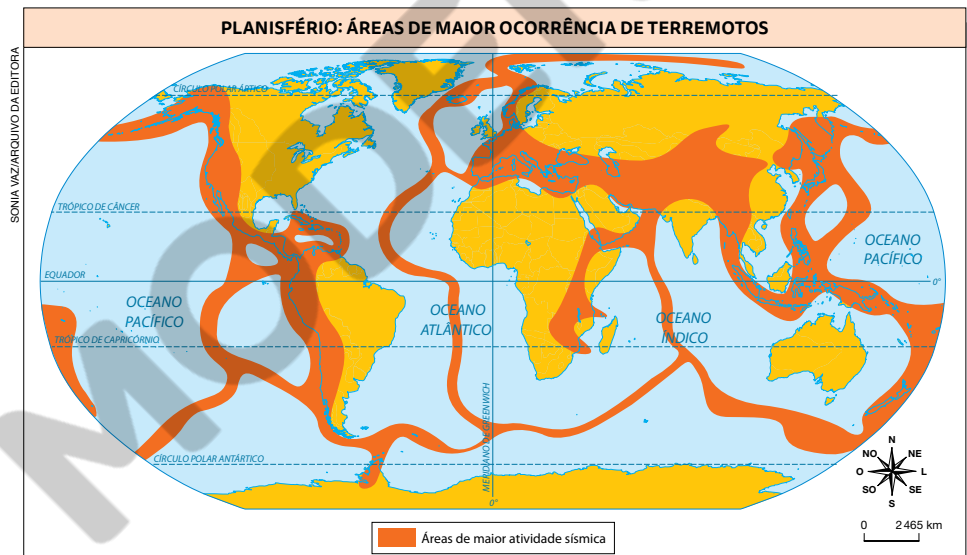 PLANISFÉRIO: ÁREAS DE MAIOR OCORRÊNCIA DE TERREMOTOS
SONIA VAZ/ARQUIVO DA EDITORA
CÍRCULO POLAR ÁRTICO
TRÓPICO DE CÂNCER
OCEANO
PACÍFICO
EQUADOR
0°
OCEANO
PACÍFICO
OCEANO
ATLÂNTICO
OCEANO
ÍNDICO
TRÓPICO DE CAPRICÓRNIO
MERIDIANO DE GREENWICH
CÍRCULO POLAR ANTÁRTICO
0°
N
NO NE
O L
SO SE
S
0 2 465 km
Áreas de maior atividade sísmica
MODERN